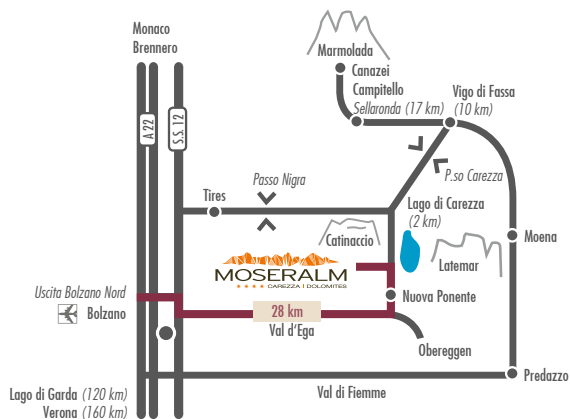 Monaco
Brennero
Marmolada
Canazei
Campitello
Sellaronda (17 km)
Vigo di Fassa
(10 km)
A 22
S.S. 12
P.so Carezza
Passo Nigra
Tires
Lago di Carezza
(2 km)
Catinaccio
Moena
Latemar
MOSERALM
CAREZZA | DOLOMITES
Uscita Bolzano Nord
Bolzano
28 km
Val d'Ega
Nuova Ponente
Obereggen
Predazzo
Val di Fiemme
Lago di Garda (120 km)
Verona (160 km)